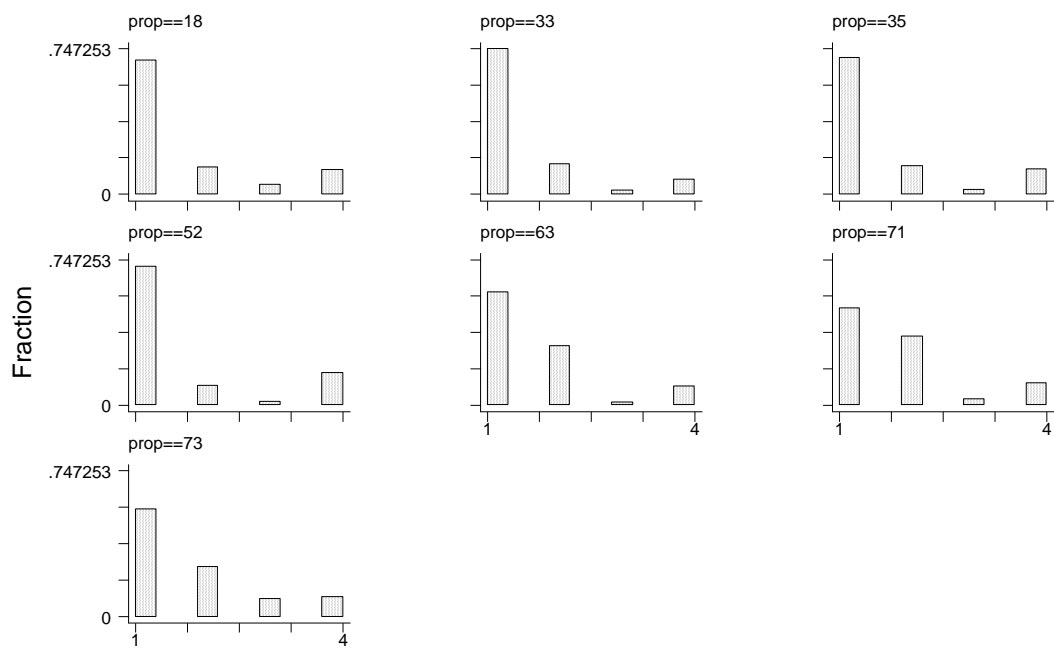 prop==18
prop==33
prop==35
.747253
0
prop==52
prop==63
prop==71
.747253
0
1
4
1
4
prop==73
.747253
0
1
4
Fraction